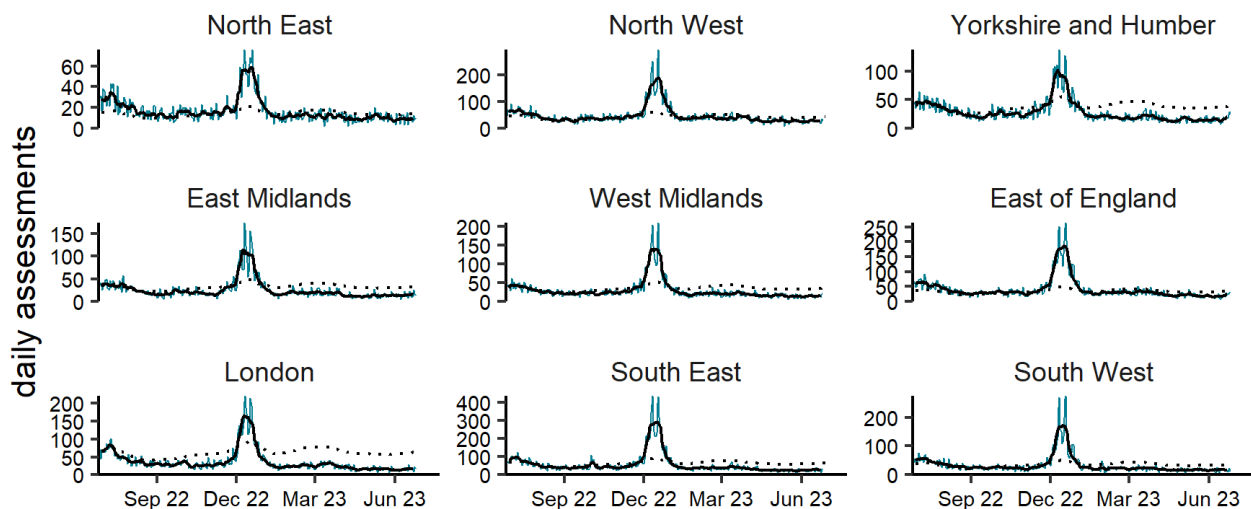 North East
North West
Yorkshire and Humber
60
40
20
0
200
100
0
100
50
0
daily assessments
East Midlands
West Midlands
East of England
150
100
50
0
200
150
100
50
0
250
200
150
100
50
0
London
South East
South West
200
150
100
50
0
400
300
200
100
0
200
100
0
Sep 22 Dec 22 Mar 23 Jun 23
Sep 22 Dec 22 Mar 23 Jun 23
Sep 22 Dec 22 Mar 23 Jun 23